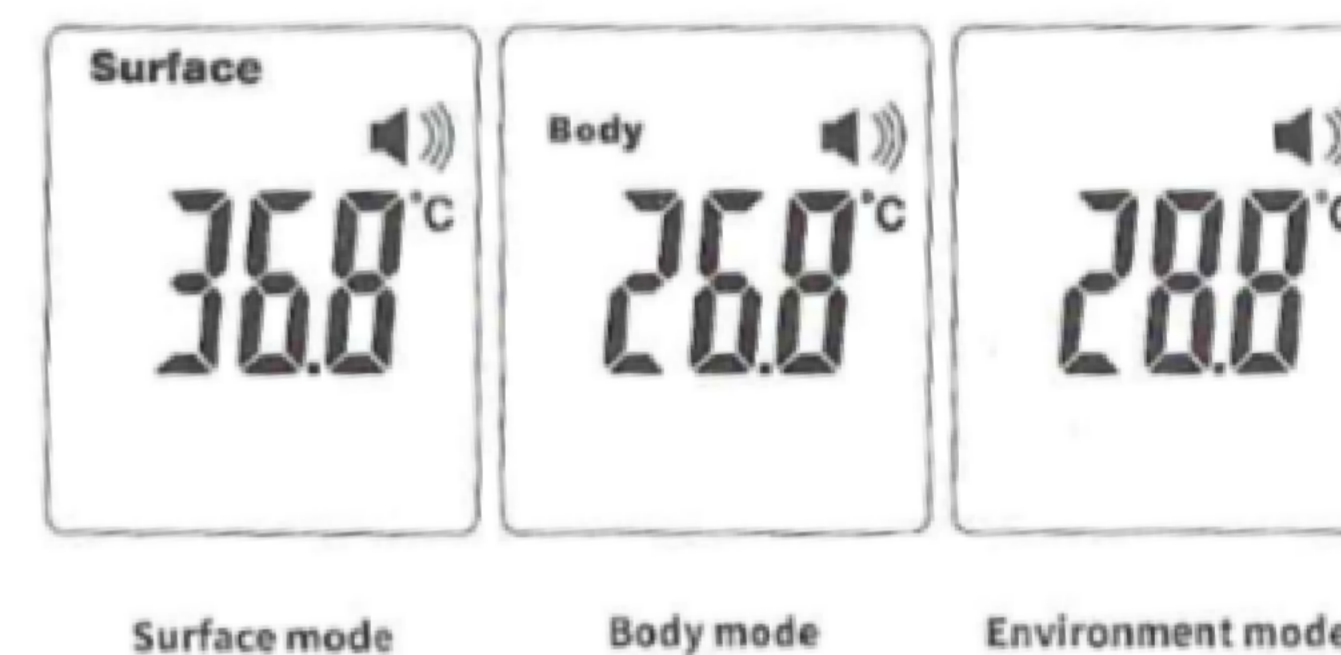 Surface
36.8 °C
Surface mode
Body
26.8 °C
Body mode
28.8 °C
Environment mode